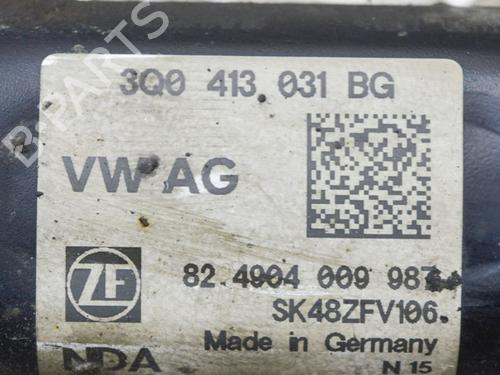 B-PARTS
3Q0 413 031 BG
VW AG
ZF
82 4904 009 987
SK48ZFV106
Made in Germany
NDA
N 15